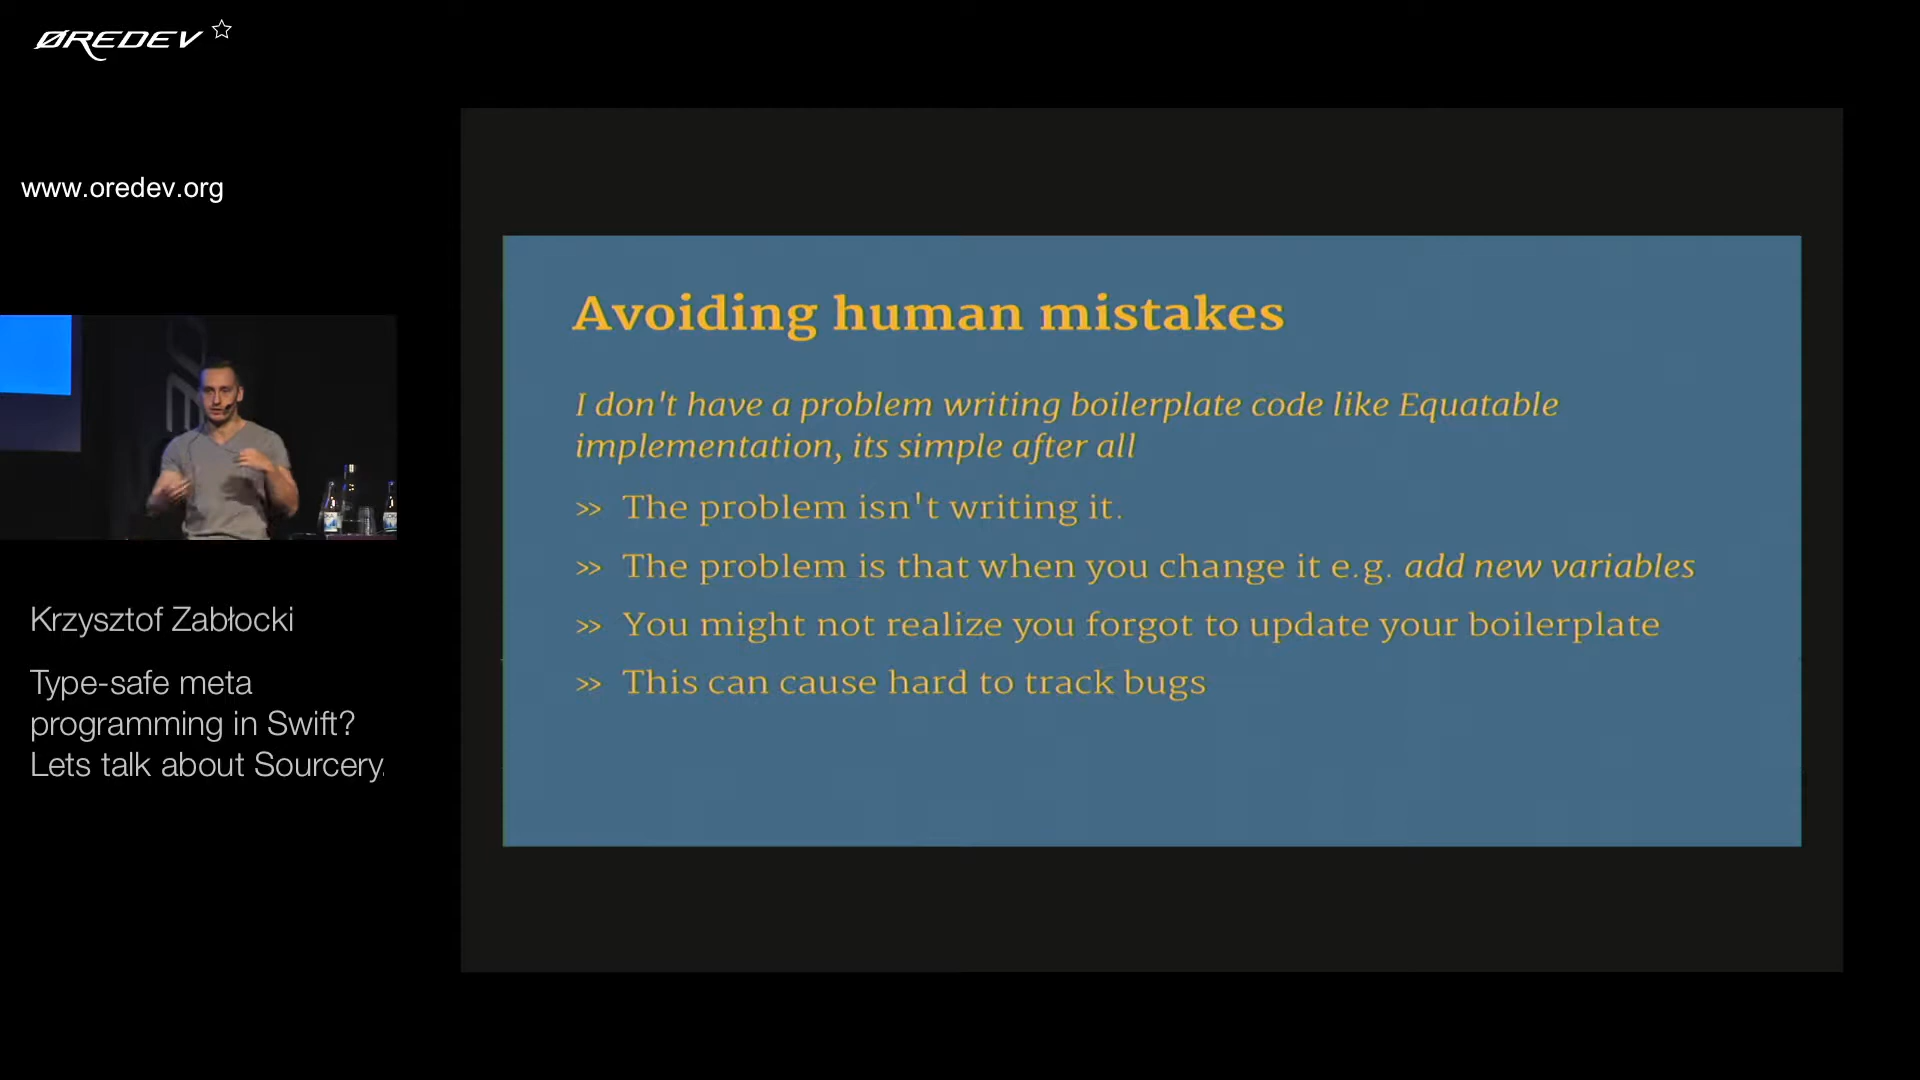 ØREDEV
www.oredev.org
Krzysztof Zabłocki
Type-safe meta
programming in Swift?
Lets talk about Sourcery.
Avoiding human mistakes
I don't have a problem writing boilerplate code like Equatable
implementation, its simple after all
>> The problem isn't writing it.
>> The problem is that when you change it e.g. add new variables
>> You might not realize you forgot to update your boilerplate
>> This can cause hard to track bugs